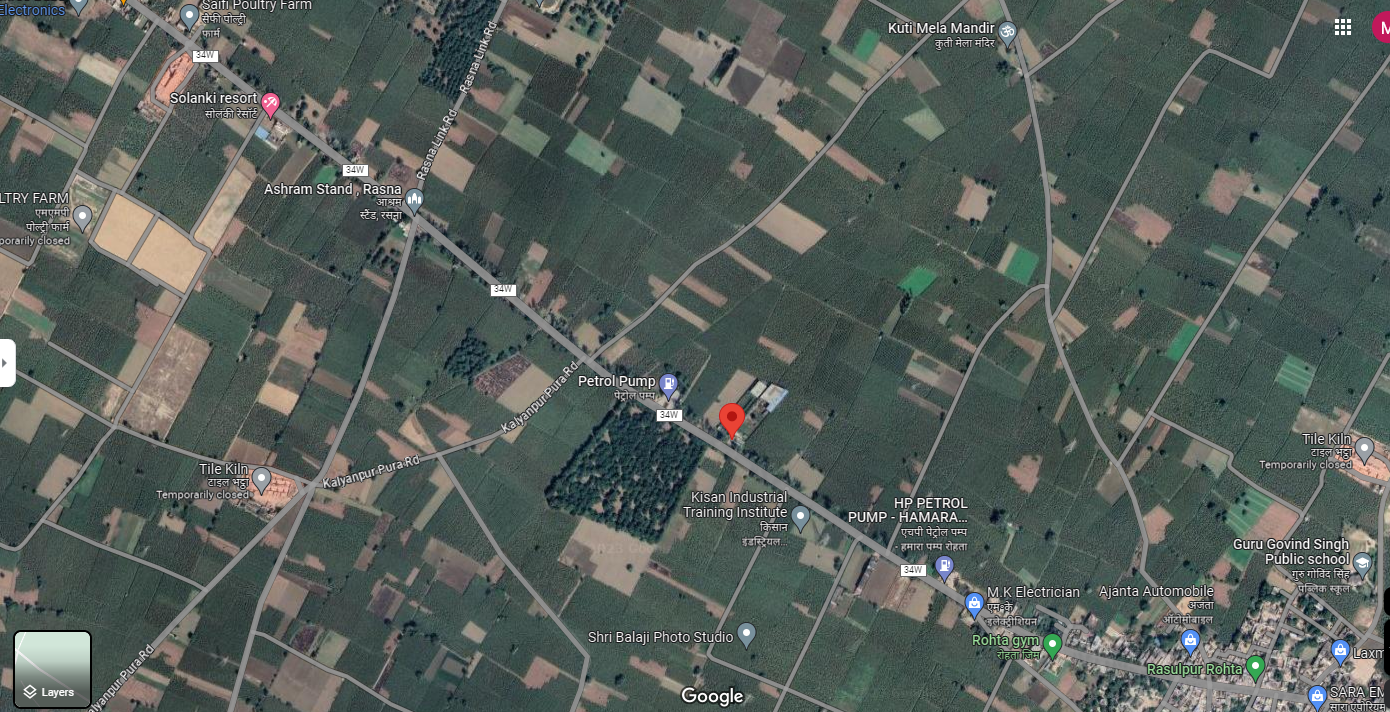 Electronics
Saifi Poultry Farm
सैफी पोल्ट्री
फार्म
34W
Rasna Link Rd
Kuti Mela Mandir
कुती मेला मंदिर
M
Solanki resort
सोलंकी रेसॉर्ट
Rasna Link Rd
34W
Ashram Stand , Rasna
आश्रम
स्टैंड, रसना
LTRY FARM
एमएमपी
पोल्ट्री फार्म
porarily closed
34W
Kalyanpur Pura Rd
Petrol Pump
पेट्रोल पम्प
34W
Kalyanpur Pura Rd
Tile Kiln
टाइल भट्ठा
Temporarily closed
Tile Kiln
टाइल भट्ठा
Temporarily closed
Kisan Industrial
Training Institute
किसान
इंडस्ट्रियल...
HP PETROL
PUMP - HAMARA...
एचपी पेट्रोल पम्प
- हमारा पम्प रोहता
34W
Guru Govind Singh
Public school
गुरु गोविंद सिंह
पब्लिक स्कूल
M.K Electrician
एम.के
इलेक्ट्रीशियन
Ajanta Automobile
अजंता
ऑटोमोबाइल
Shri Balaji Photo Studio
Rohta gym
रोहता जिम
Rasulpur Rohta
Laxm
Kalyanpur Pura Rd
Layers
Google
SARA EM
सारा एंपोरियम